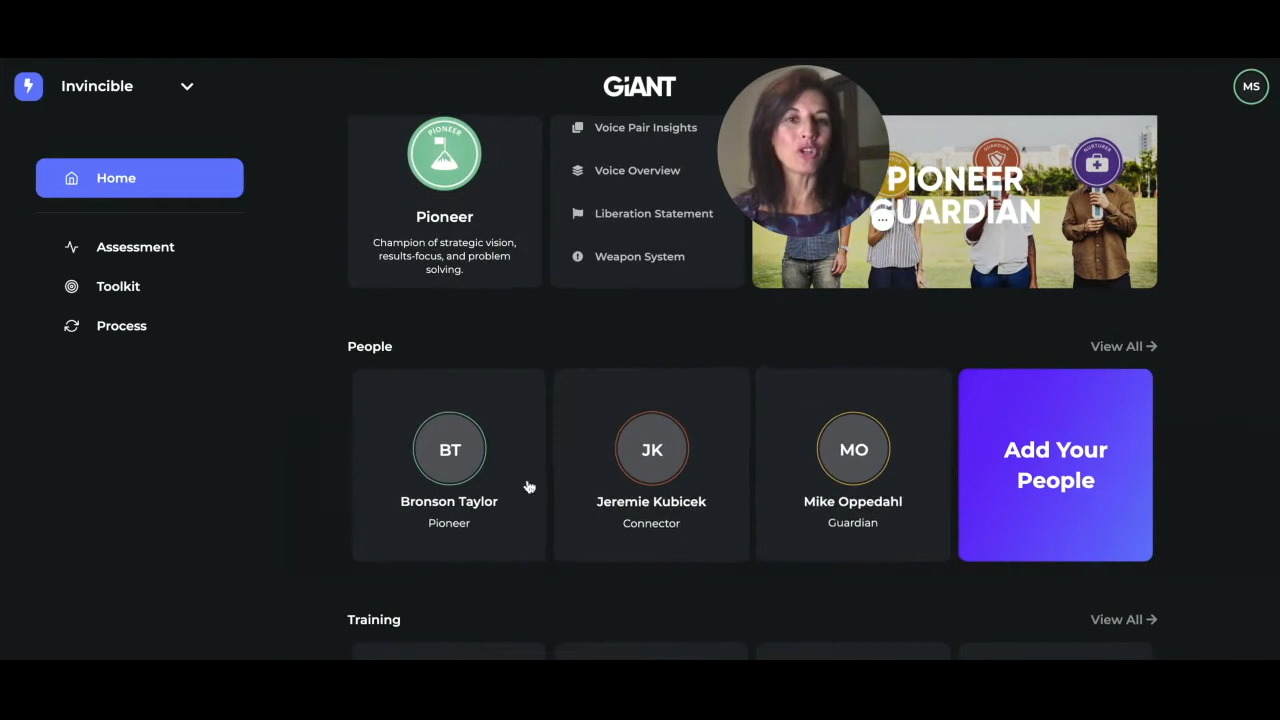 Invincible
GiANT
MS
Home
Assessment
Toolkit
Process
PIONEER
Pioneer
Champion of strategic vision,
results-focus, and problem
solving.
Voice Pair Insights
Voice Overview
Liberation Statement
Weapon System
GUARDIAN
NURTURER
PIONEER
GUARDIAN
People
View All
BT
Bronson Taylor
Pioneer
JK
Jeremie Kubicek
Connector
MO
Mike Oppedahl
Guardian
Add Your
People
Training
View All